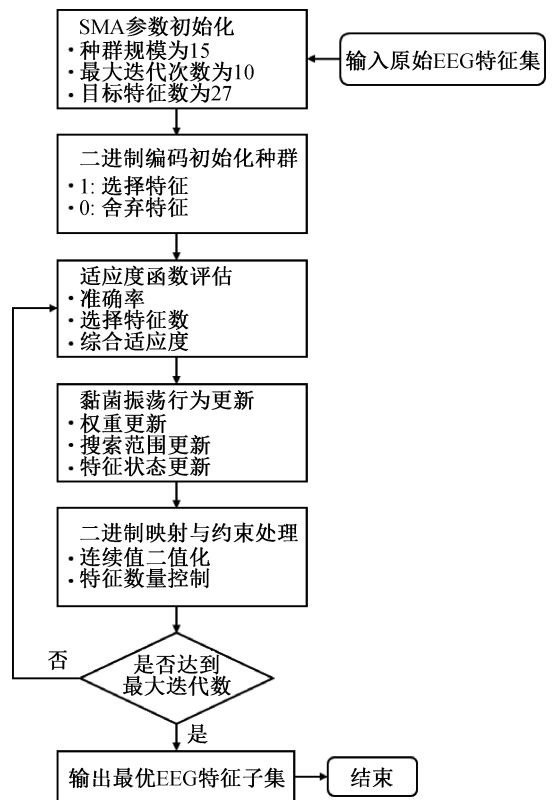 SMA参数初始化
·种群规模为15
·最大迭代次数为10
·目标特征数为27
输入原始EEG特征集
二进制编码初始化种群
·1: 选择特征
·0: 舍弃特征
适应度函数评估
·准确率
·选择特征数
·综合适应度
黏菌振荡行为更新
·权重更新
·搜索范围更新
·特征状态更新
二进制映射与约束处理
·连续值二值化
·特征数量控制
否
是否达到
最大迭代数
是
输出最优EEG特征子集
结束